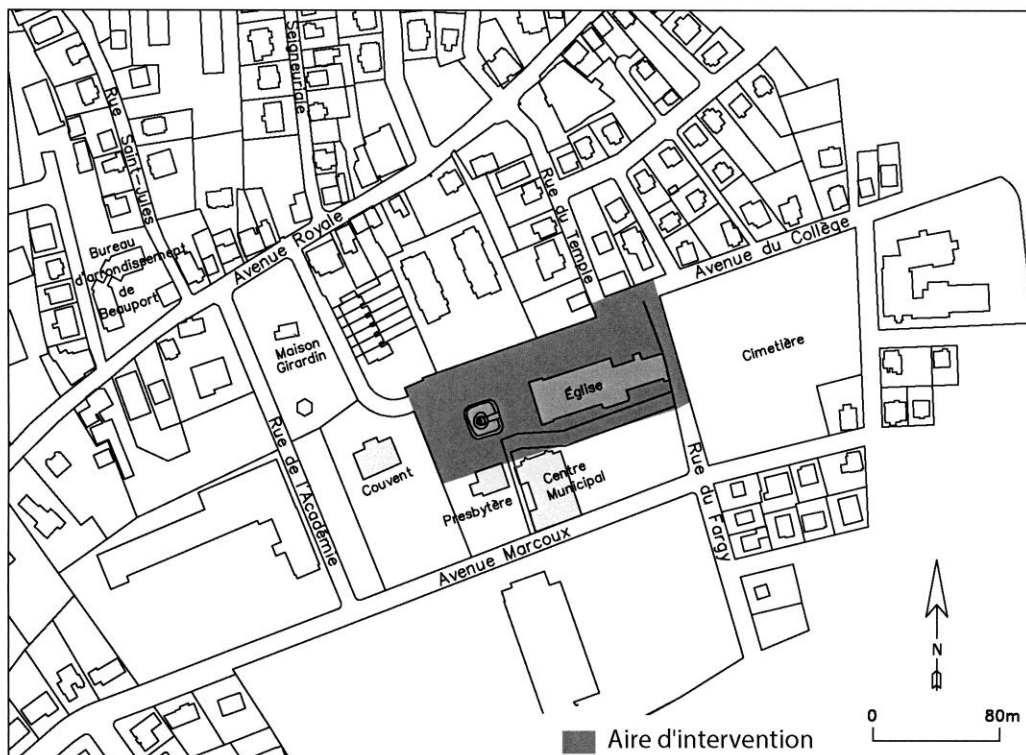 Rue Saint-Jules
Seigneuriale
Bureau
d'arrondissement
de
Beauport
Avenue Royale
Rue du Temple
Avenue du Collège
Maison
Girardin
Cimetière
Église
Rue de l'Académie
Couvent
Presbytère
Centre
Municipal
Rue du Fargy
Avenue Marcoux
N
0 80m
Aire d'intervention